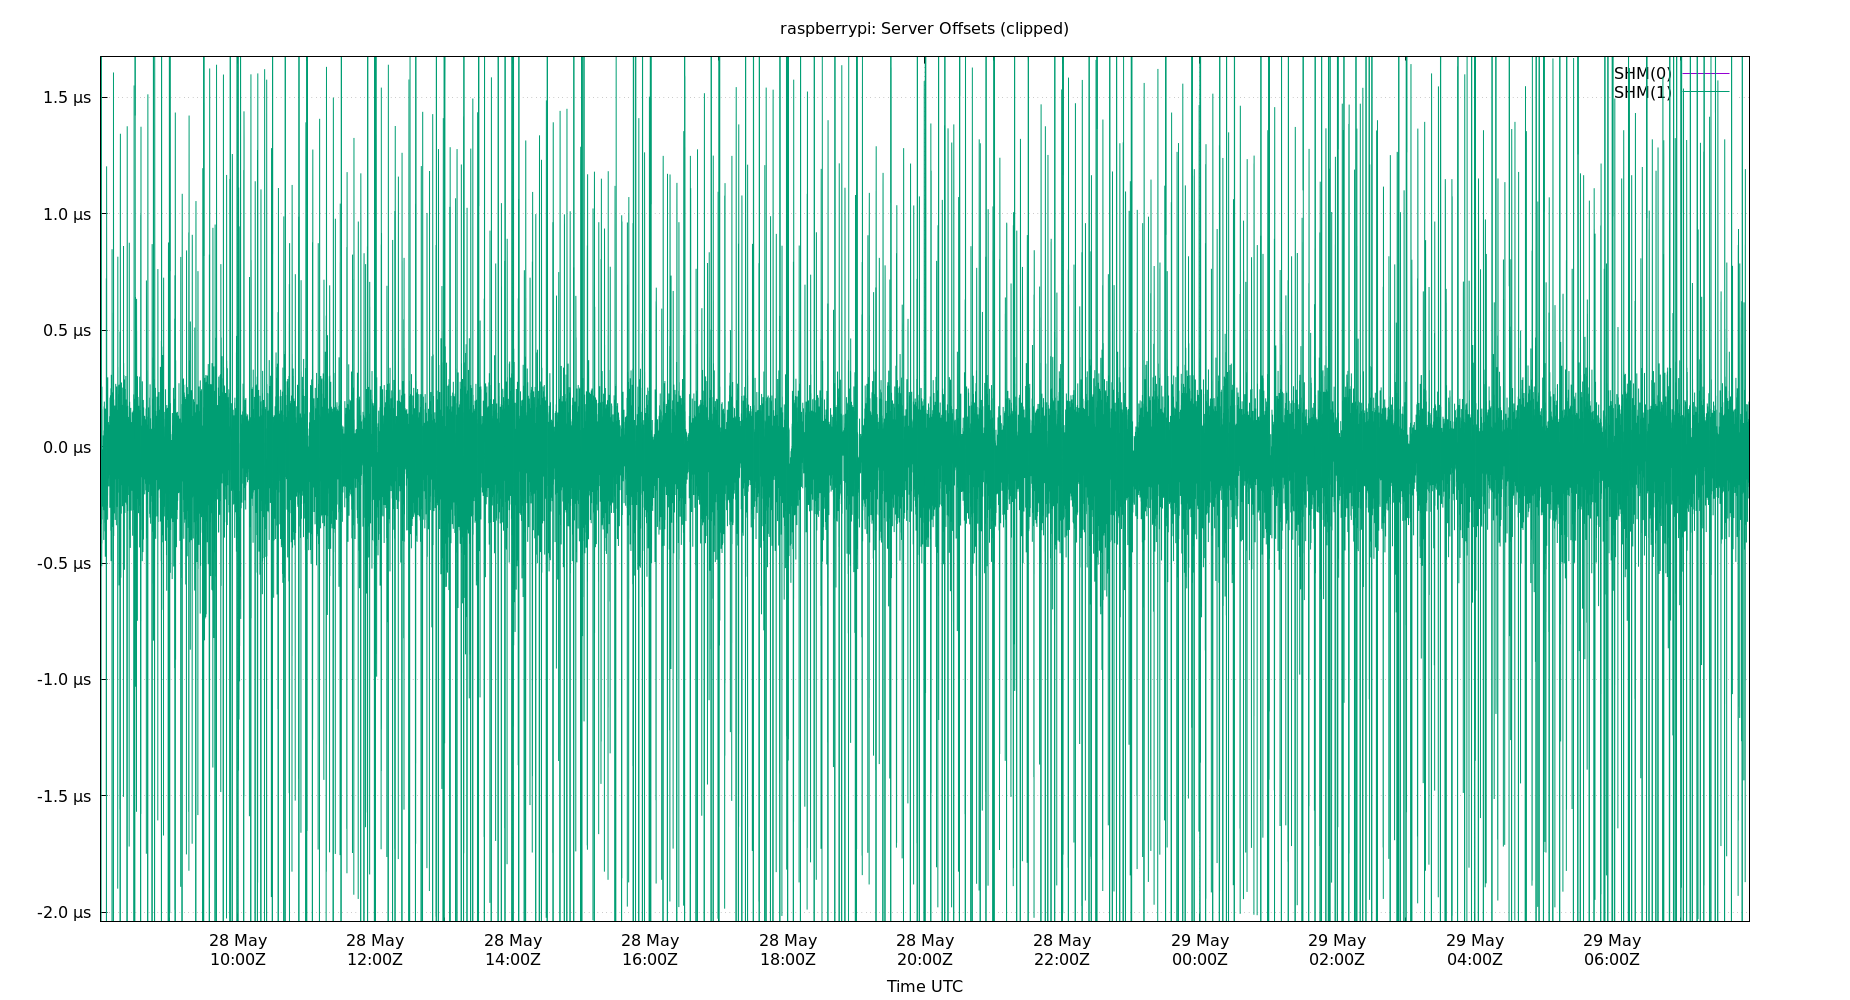 raspberrypi: Server Offsets (clipped)
SHM(0)
SHM(1)
1.5 µs
1.0 µs
0.5 µs
0.0 µs
-0.5 µs
-1.0 µs
-1.5 µs
-2.0 µs
28 May 28 May 28 May 28 May 28 May 28 May 28 May 29 May 29 May 29 May 29 May
10:00Z 12:00Z 14:00Z 16:00Z 18:00Z 20:00Z 22:00Z 00:00Z 02:00Z 04:00Z 06:00Z
Time UTC